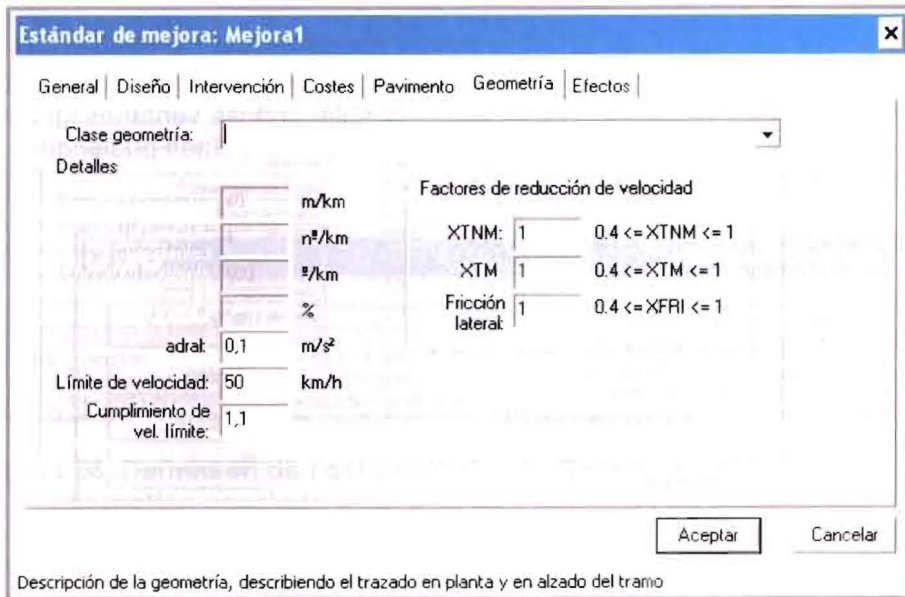 Estándar de mejora: Mejora1
General Diseño Intervención Costes Pavimento Geometría Efectos
Clase geometría:
Detalles
m/km
nº/km
º/km
%
adral: 0,1 m/s²
Límite de velocidad: 50 km/h
Cumplimiento de
vel. límite: 1,1
Factores de reducción de velocidad
XTNM: 1 0.4 <= XTNM <= 1
XTM: 1 0.4 <= XTM <= 1
Fricción
lateral: 1 0.4 <= XFRI <= 1
Aceptar Cancelar
Descripción de la geometría, describiendo el trazado en planta y en alzado del tramo